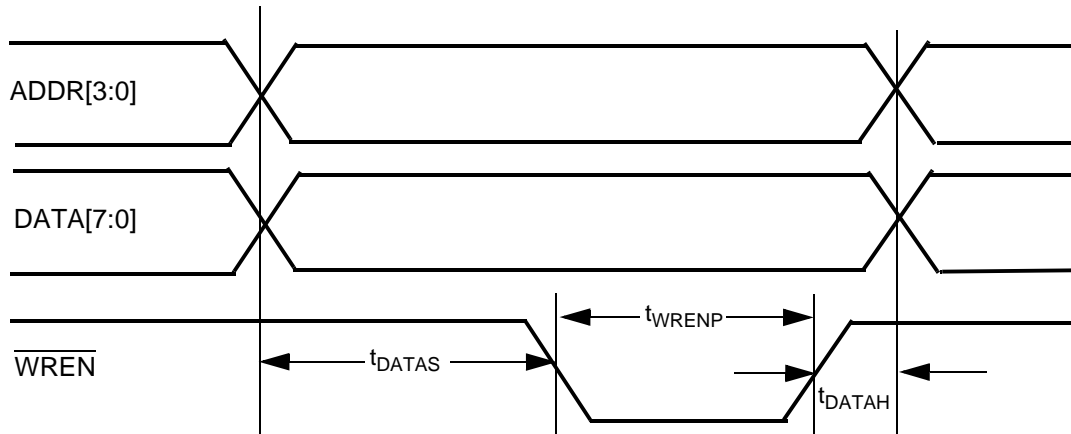 ADDR[3:0]
DATA[7:0]
tWRENP
WREN
tDATAS
tDATAH